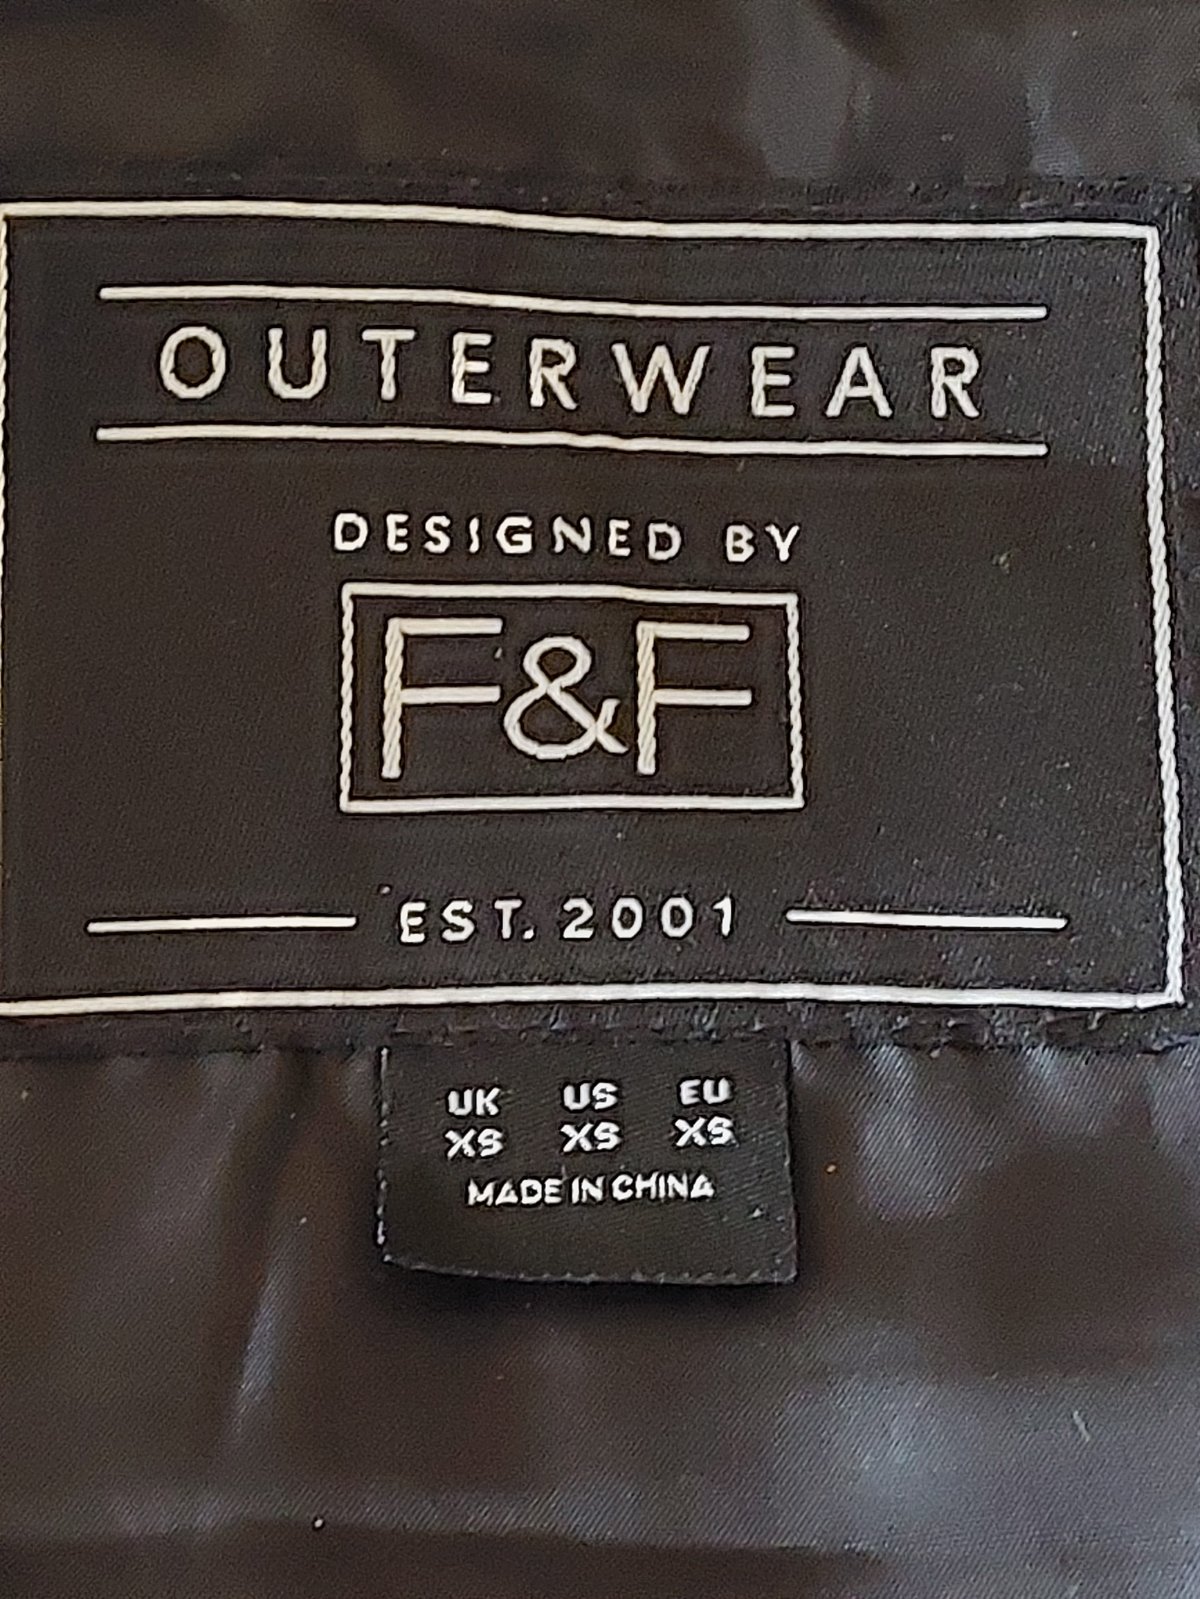 OUTERWEAR
DESIGNED BY
F&F
EST. 2001
UK US EU
XS XS XS
MADE IN CHINA